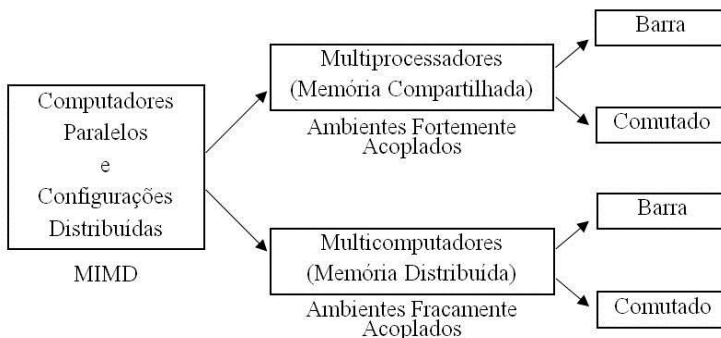 Computadores
Paralelos
e
Configurações
Distribuídas
MIMD
Multiprocessadores
(Memória Compartilhada)
Ambientes Fortemente
Acoplados
Barra
Comutado
Multicomputadores
(Memória Distribuída)
Ambientes Fracamente
Acoplados
Barra
Comutado